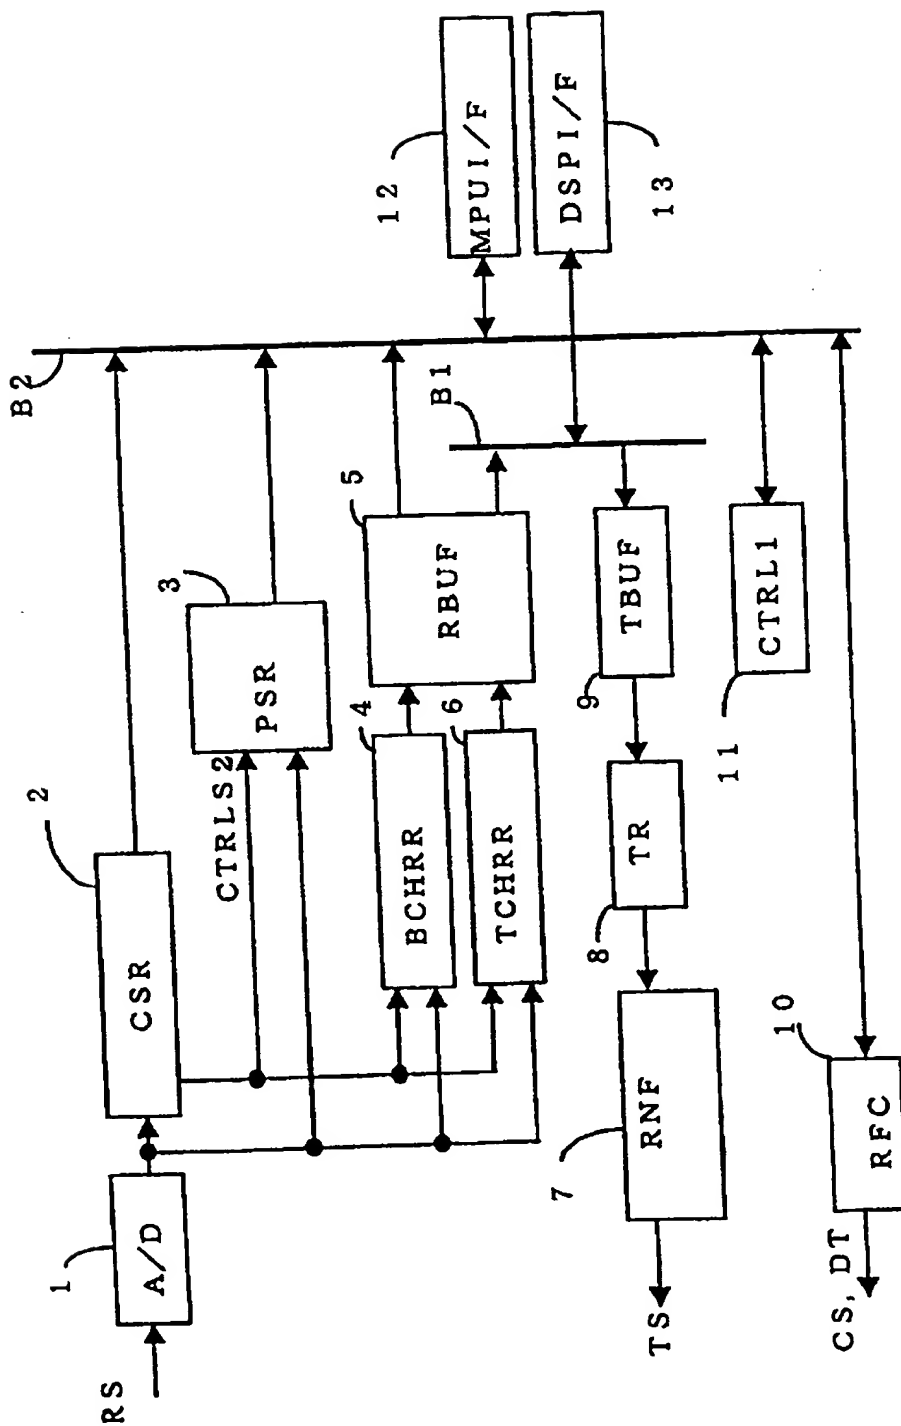 RS
1
A/D
2
CSR
CTRLS2
3
PSR
B2
4
BCHRR
5
RBUF
6
TCHRR
B1
12
MPUI/F
DSPI/F
13
TS
7
RNF
8
TR
9
TBUF
11
CTRL1
CS, DT
10
RFC